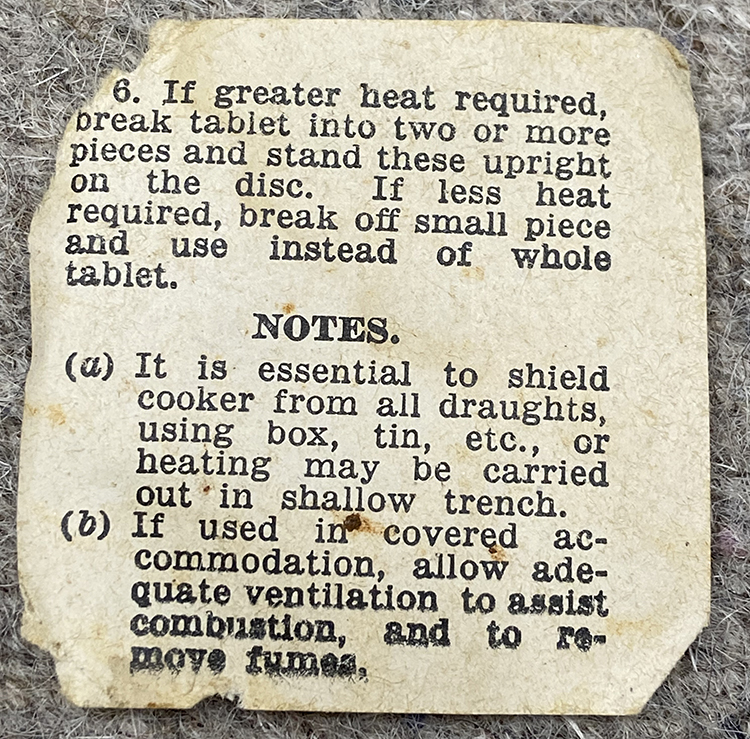 6. If greater heat required,
break tablet into two or more
pieces and stand these upright
on the disc. If less heat
required, break off small piece
and use instead of whole
tablet.
NOTES.
(a) It is essential to shield
cooker from all draughts,
using box, tin, etc., or
heating may be carried
out in shallow trench.
(b) If used in covered ac-
commodation, allow ade-
quate ventilation to assist
combustion, and to re-
move fumes.